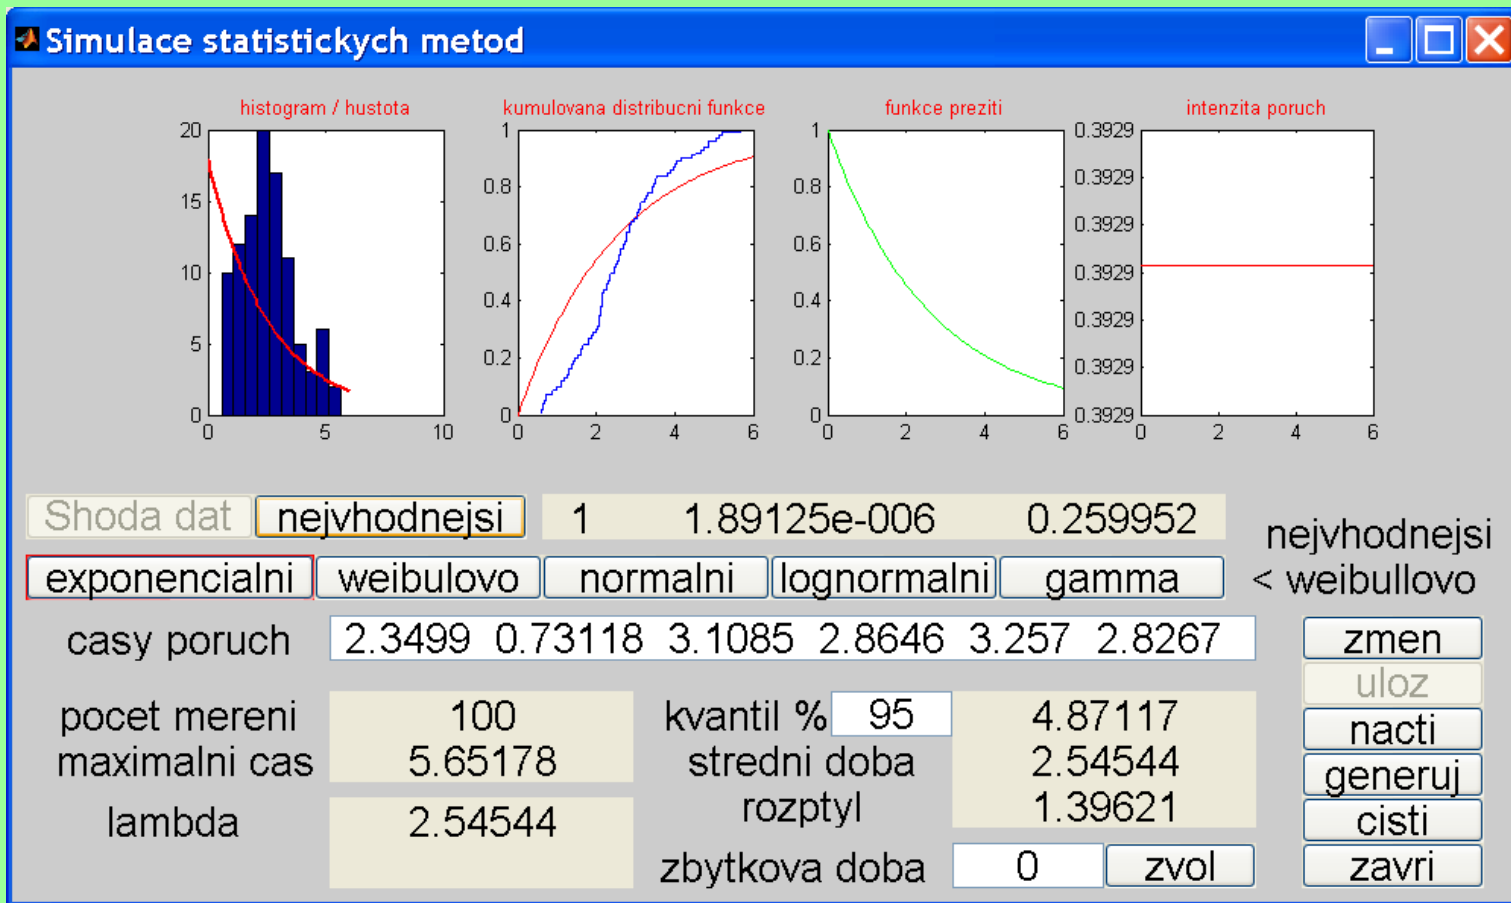 Simulace statistickych metod
histogram / hustota
kumulovana distribucni funkce
funkce preziti
intenzita poruch
20
15
10
5
0
0 5 10
1
0.8
0.6
0.4
0.2
0
0 2 4 6
1
0.8
0.6
0.4
0.2
0
0 2 4 6
0.3929
0.3929
0.3929
0.3929
0.3929
0.3929
0.3929
0 2 4 6
Shoda dat nejvhodnejsi 1 1.89125e-006 0.259952
nejvhodnejsi
< weibullovo
exponencialni weibulovo normalni lognormalni gamma
casy poruch 2.3499 0.73118 3.1085 2.8646 3.257 2.8267
pocet mereni 100
maximalni cas 5.65178
lambda 2.54544
kvantil % 95 4.87117
stredni doba 2.54544
rozptyl 1.39621
zbytkova doba 0 zvol
zmen
uloz
nacti
generuj
cisti
zavri